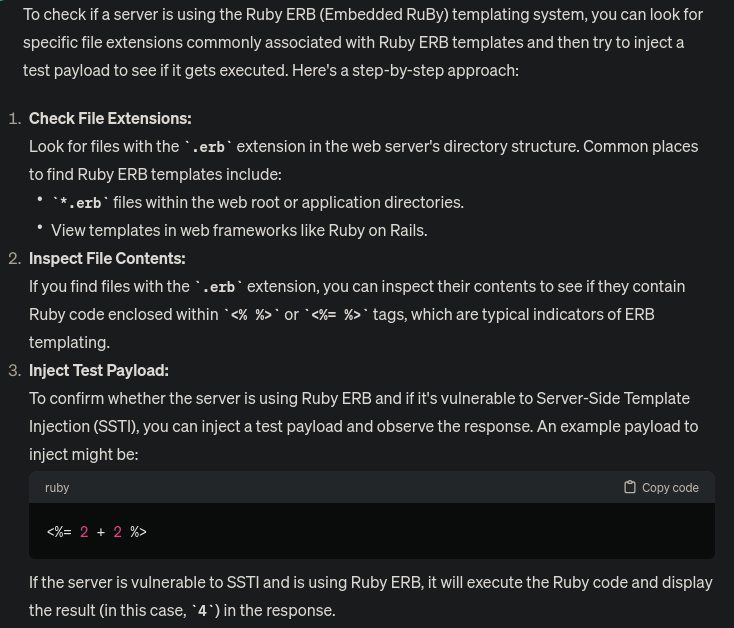 To check if a server is using the Ruby ERB (Embedded RuBy) templating system, you can look for
specific file extensions commonly associated with Ruby ERB templates and then try to inject a
test payload to see if it gets executed. Here's a step-by-step approach:
1. Check File Extensions:
Look for files with the `.erb` extension in the web server's directory structure. Common places
to find Ruby ERB templates include:
• `*.erb` files within the web root or application directories.
• View templates in web frameworks like Ruby on Rails.
2. Inspect File Contents:
If you find files with the `.erb` extension, you can inspect their contents to see if they contain
Ruby code enclosed within `<% %>` or `<%= %>` tags, which are typical indicators of ERB
templating.
3. Inject Test Payload:
To confirm whether the server is using Ruby ERB and if it's vulnerable to Server-Side Template
Injection (SSTI), you can inject a test payload and observe the response. An example payload to
inject might be:
ruby Copy code
<%= 2 + 2 %>
If the server is vulnerable to SSTI and is using Ruby ERB, it will execute the Ruby code and display
the result (in this case, `4`) in the response.